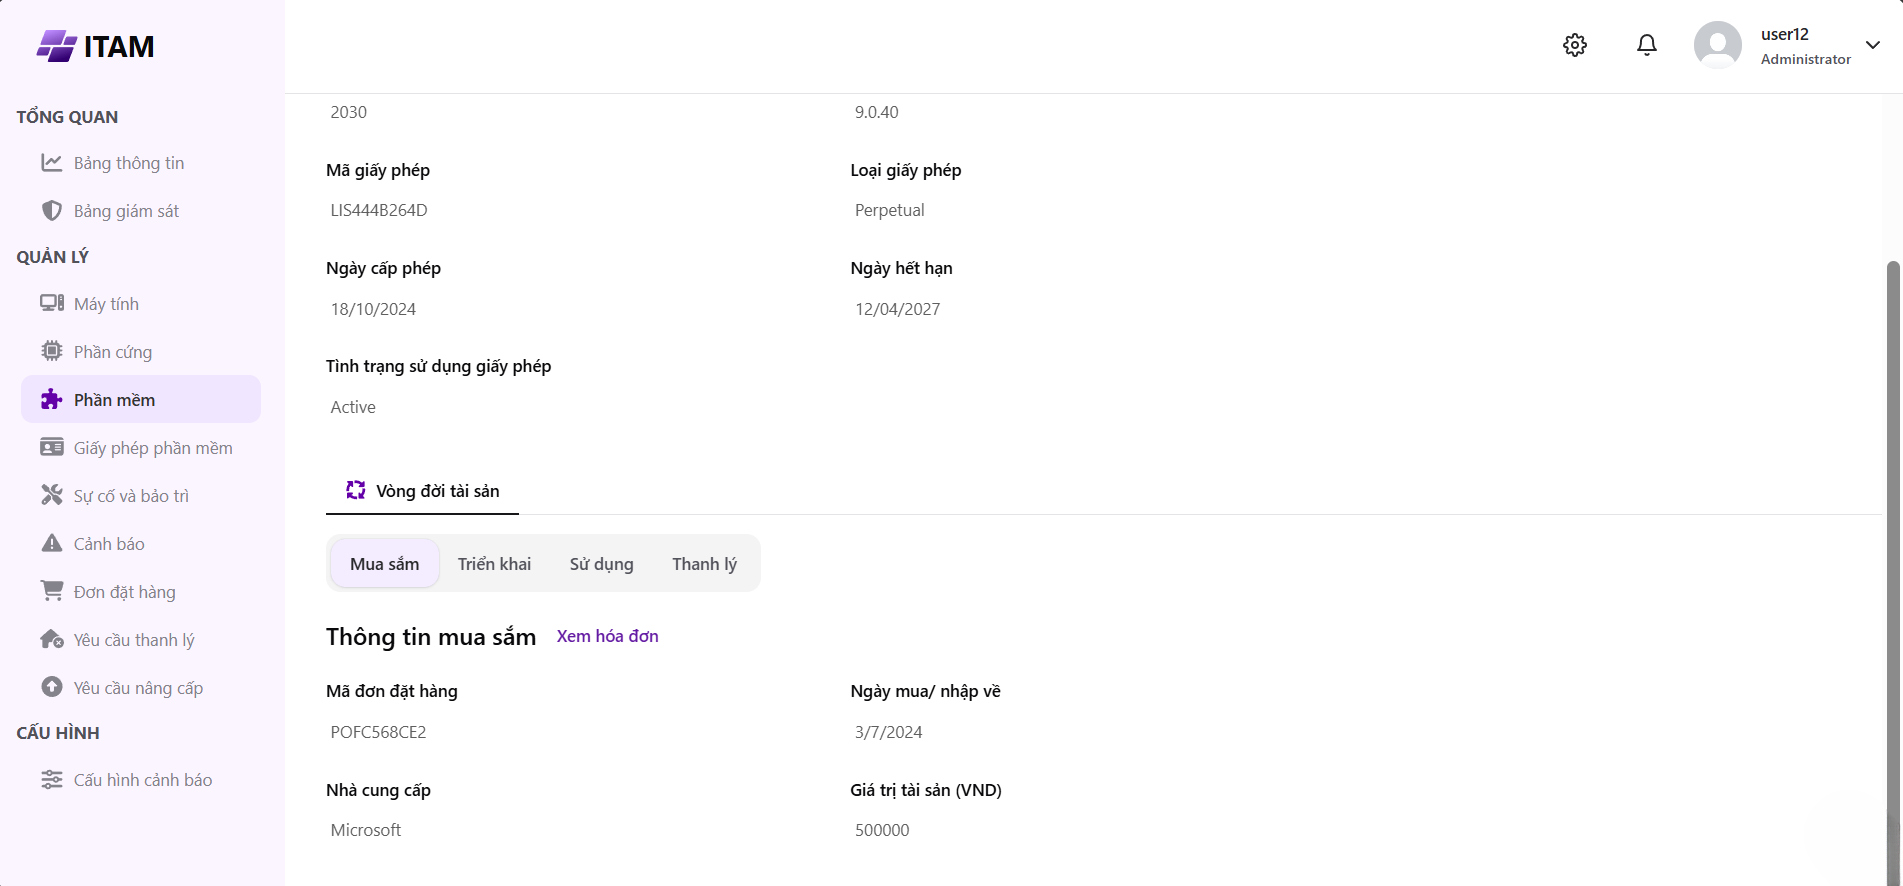 ITAM
user12
Administrator
TỔNG QUAN
Bảng thông tin
Bảng giám sát
QUẢN LÝ
Máy tính
Phần cứng
Phần mềm
Giấy phép phần mềm
Sự cố và bảo trì
Cảnh báo
Đơn đặt hàng
Yêu cầu thanh lý
Yêu cầu nâng cấp
CẤU HÌNH
Cấu hình cảnh báo
2030 9.0.40
Mã giấy phép Loại giấy phép
LIS444B264D Perpetual
Ngày cấp phép Ngày hết hạn
18/10/2024 12/04/2027
Tình trạng sử dụng giấy phép
Active
Vòng đời tài sản
Mua sắm Triển khai Sử dụng Thanh lý
Thông tin mua sắm Xem hóa đơn
Mã đơn đặt hàng Ngày mua/ nhập về
POFC568CE2 3/7/2024
Nhà cung cấp Giá trị tài sản (VND)
Microsoft 500000